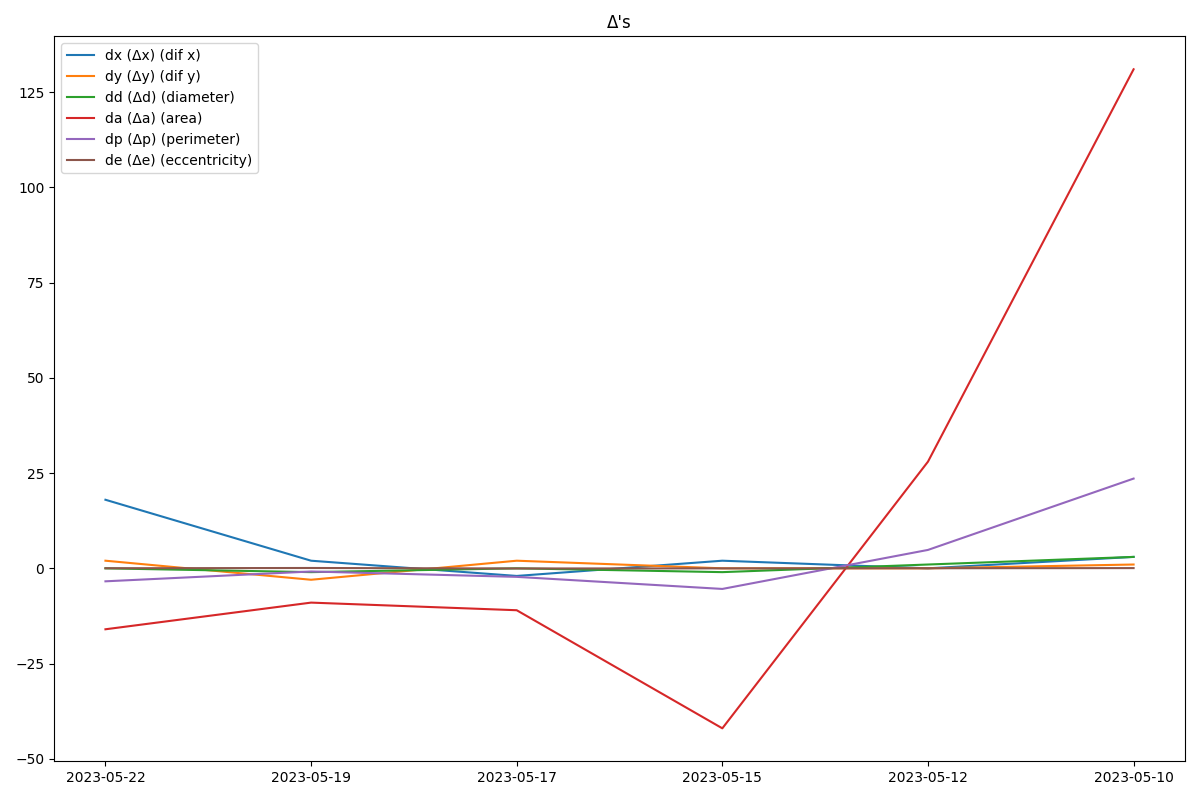 Δ's
dx (Δx) (dif x)
dy (Δy) (dif y)
dd (Δd) (diameter)
da (Δa) (area)
dp (Δp) (perimeter)
de (Δe) (eccentricity)
125
100
75
50
25
0
−25
−50
2023-05-22 2023-05-19 2023-05-17 2023-05-15 2023-05-12 2023-05-10